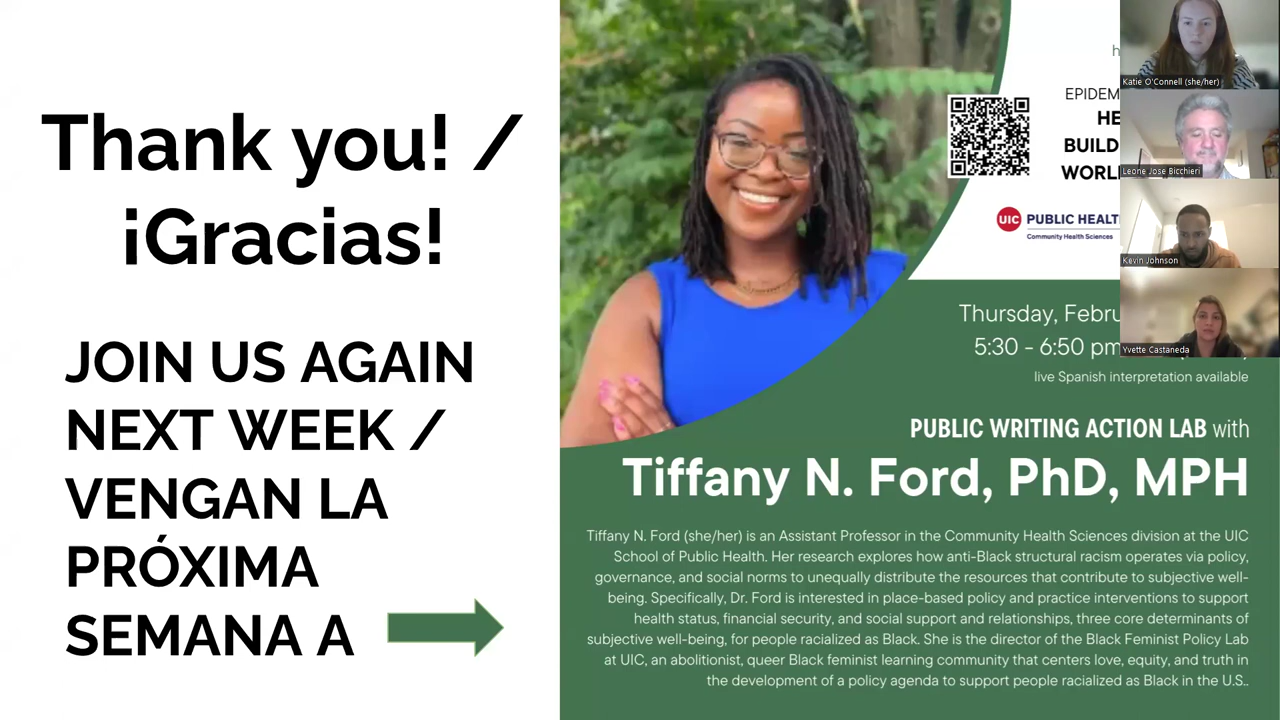 Thank you! /
¡Gracias!
JOIN US AGAIN
NEXT WEEK /
VENGAN LA
PRÓXIMA
SEMANA A
HE
BUILD
WORL
UIC PUBLIC HEALTH
Community Health Sciences
Thursday, Febru
5:30 - 6:50 pm
live Spanish interpretation available
PUBLIC WRITING ACTION LAB with
Tiffany N. Ford, PhD, MPH
Tiffany N. Ford (she/her) is an Assistant Professor in the Community Health Sciences division at the UIC
School of Public Health. Her research explores how anti-Black structural racism operates via policy,
governance, and social norms to unequally distribute the resources that contribute to subjective well-
being. Specifically, Dr. Ford is interested in place-based policy and practice interventions to support
health status, financial security, and social support and relationships, three core determinants of
subjective well-being, for people racialized as Black. She is the director of the Black Feminist Policy Lab
at UIC, an abolitionist, queer Black feminist learning community that centers love, equity, and truth in
the development of a policy agenda to support people racialized as Black in the U.S..
Katie O'Connell (she/her)
Leone Jose Bicchieri
Kevin Johnson
Yvette Castaneda